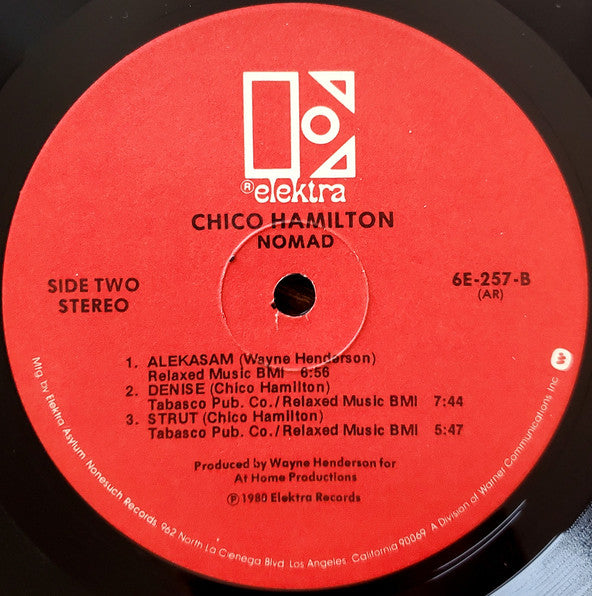 ® elektra
CHICO HAMILTON
NOMAD
SIDE TWO
STEREO
6E-257-B
(AR)
1. ALEKASAM (Wayne Henderson)
Relaxed Music BMI 6:56
2. DENISE (Chico Hamilton)
Tabasco Pub. Co./Relaxed Music BMI 7:44
3. STRUT (Chico Hamilton)
Tabasco Pub. Co./Relaxed Music BMI 5:47
Produced by Wayne Henderson for
At Home Productions
Ⓟ 1980 Elektra Records
Mfg. by Elektra/Asylum/Nonesuch Records, 962 North La Cienega Blvd. Los Angeles, California 90069. A Division of Warner Communications Inc.